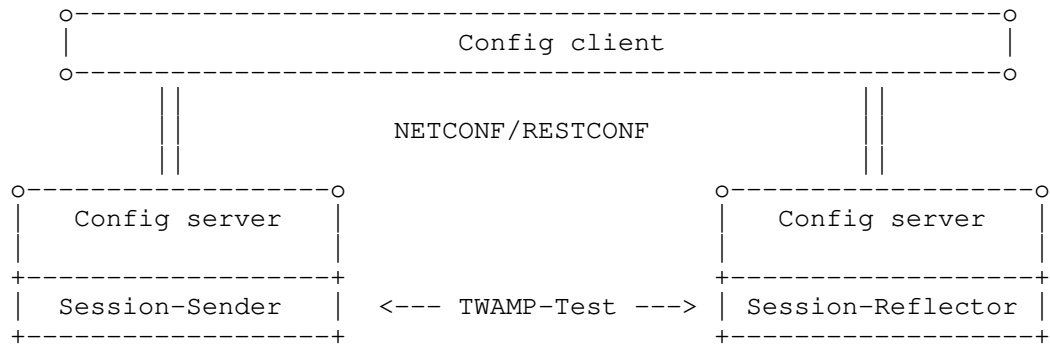 Config client
NETCONF/RESTCONF
Config server Config server
Session-Sender <--- TWAMP-Test ---> Session-Reflector